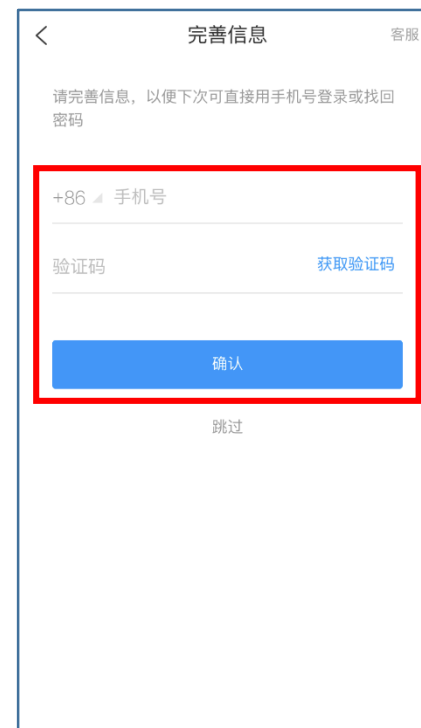 完善信息 客服
请完善信息，以便下次可直接用手机号登录或找回
密码
+86 手机号
验证码 获取验证码
确认
跳过